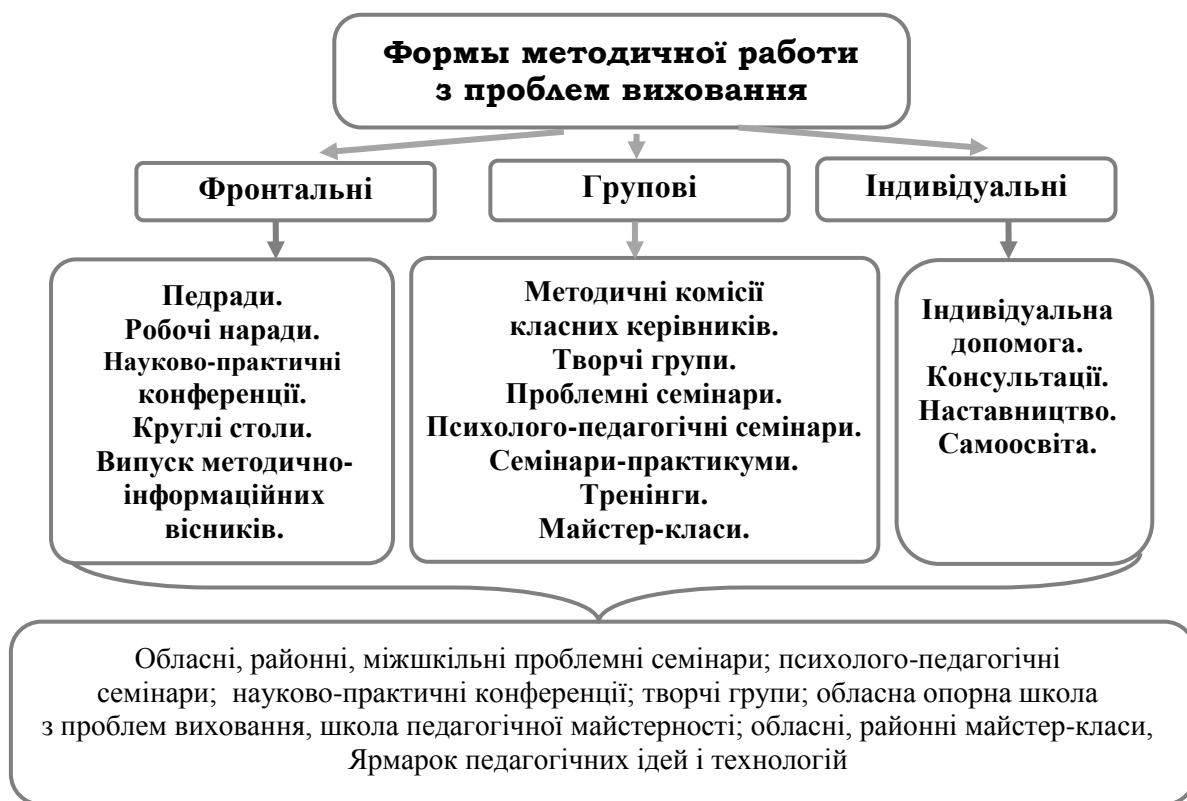 Формы методичної работи
з проблем виховання
Фронтальні
Групові
Індивідуальні
Педради.
Робочі наради.
Науково-практичні
конференції.
Круглі столи.
Випуск методично-
інформаційних
вісників.
Методичні комісії
класних керівників.
Творчі групи.
Проблемні семінари.
Психолого-педагогічні семінари.
Семінари-практикуми.
Тренінги.
Майстер-класи.
Індивідуальна
допомога.
Консультації.
Наставництво.
Самоосвіта.
Обласні, районні, міжшкільні проблемні семінари; психолого-педагогічні
семінари; науково-практичні конференції; творчі групи; обласна опорна школа
з проблем виховання, школа педагогічної майстерності; обласні, районні майстер-класи,
Ярмарок педагогічних ідей і технологій